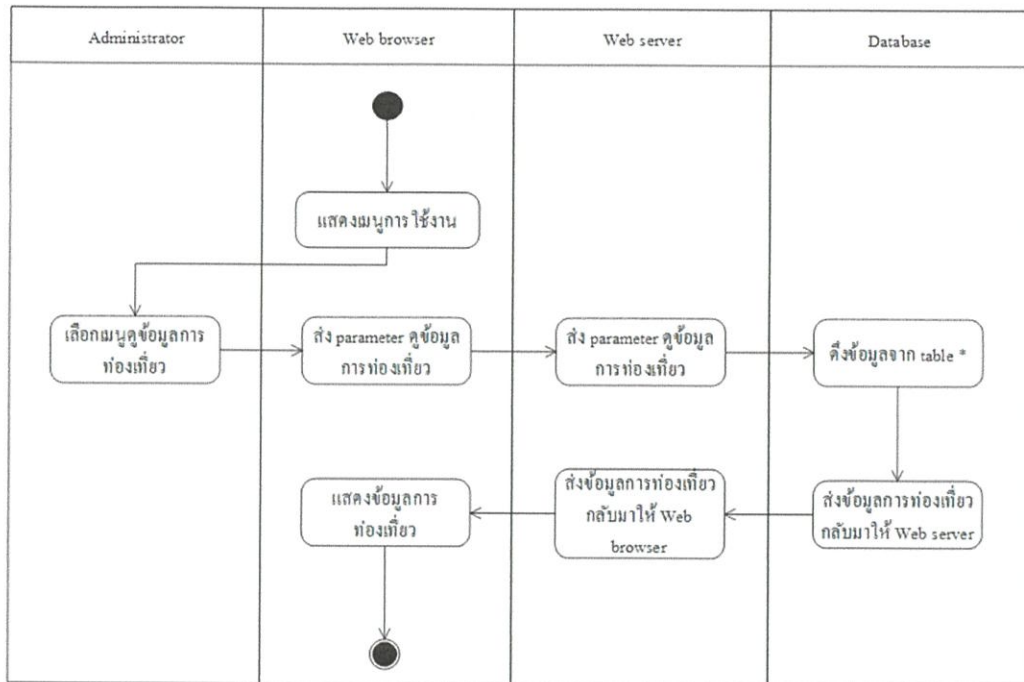 Administrator
Web browser
Web server
Database
แสดงเมนูการใช้งาน
เลือกเมนูดูข้อมูลการ
ท่องเที่ยว
ส่ง parameter ดูข้อมูล
การท่องเที่ยว
ส่ง parameter ดูข้อมูล
การท่องเที่ยว
ดึงข้อมูลจาก table *
แสดงข้อมูลการ
ท่องเที่ยว
ส่งข้อมูลการท่องเที่ยว
กลับมาให้ Web
browser
ส่งข้อมูลการท่องเที่ยว
กลับมาให้ Web server